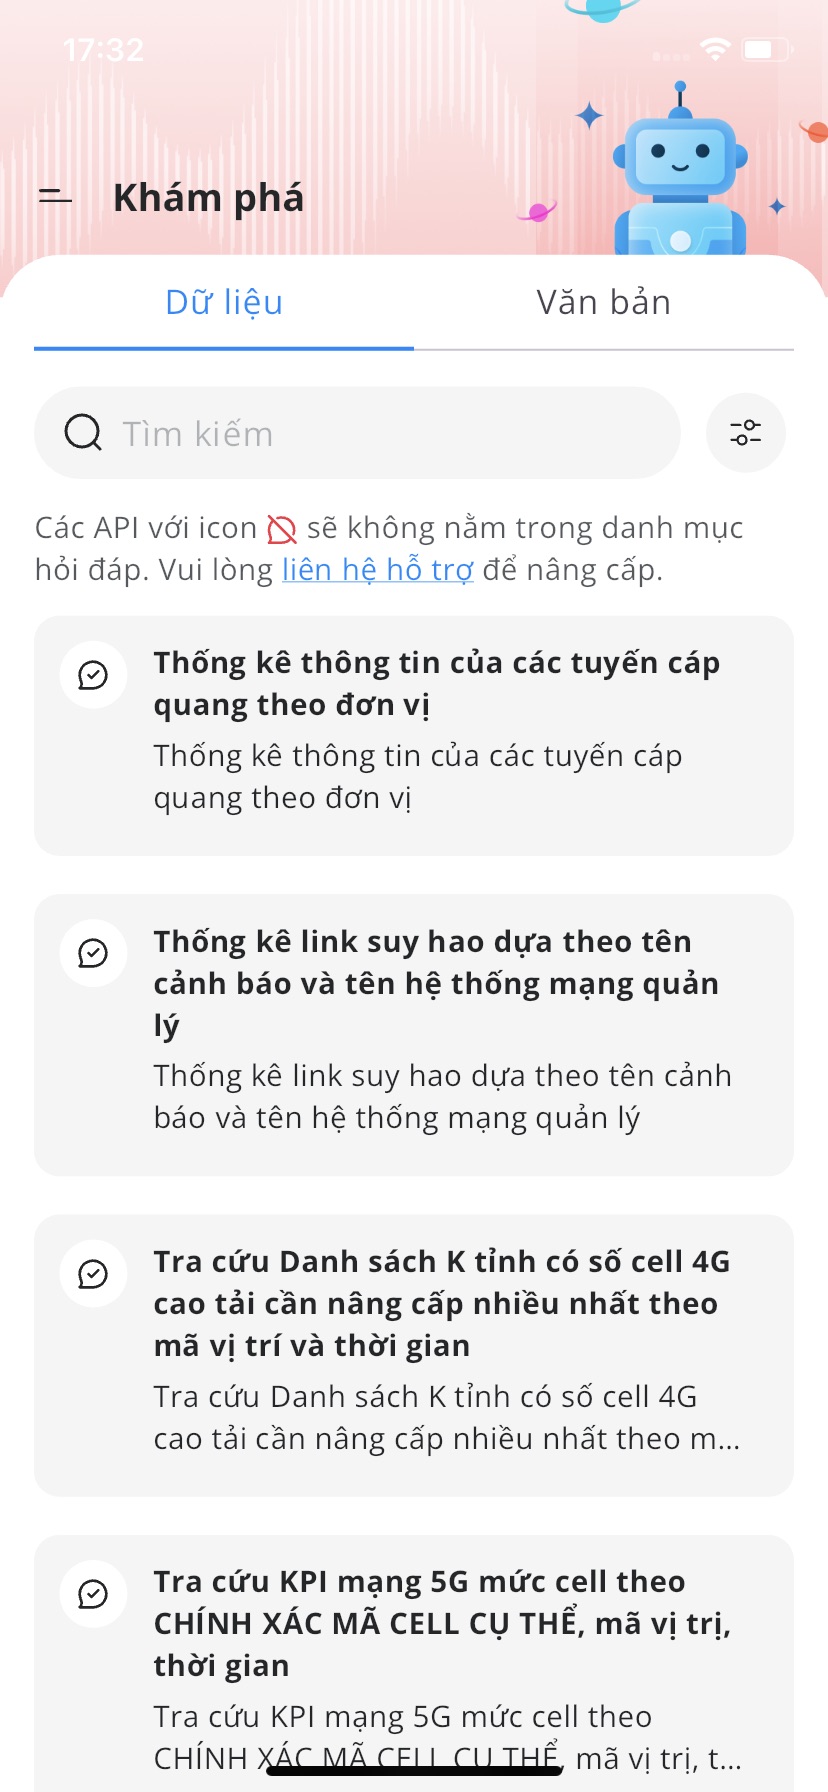 17:32
Khám phá
Dữ liệu
Văn bản
Tìm kiếm
Các API với icon sẽ không nằm trong danh mục
hỏi đáp. Vui lòng liên hệ hỗ trợ để nâng cấp.
Thống kê thông tin của các tuyến cáp
quang theo đơn vị
Thống kê thông tin của các tuyến cáp
quang theo đơn vị
Thống kê link suy hao dựa theo tên
cảnh báo và tên hệ thống mạng quản
lý
Thống kê link suy hao dựa theo tên cảnh
báo và tên hệ thống mạng quản lý
Tra cứu Danh sách K tỉnh có số cell 4G
cao tải cần nâng cấp nhiều nhất theo
mã vị trí và thời gian
Tra cứu Danh sách K tỉnh có số cell 4G
cao tải cần nâng cấp nhiều nhất theo m...
Tra cứu KPI mạng 5G mức cell theo
CHÍNH XÁC MÃ CELL CỤ THỂ, mã vị trị,
thời gian
Tra cứu KPI mạng 5G mức cell theo
CHÍNH XÁC MÃ CELL CỤ THỂ, mã vị trị, t...